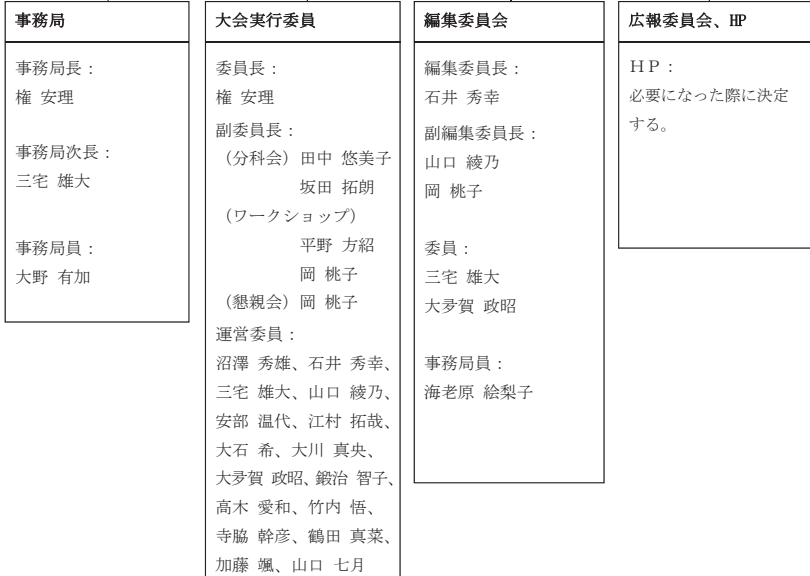 事務局
事務局長：
権 安理
事務局次長：
三宅 雄大
事務局員：
大野 有加
大会実行委員
委員長：
権 安理
副委員長：
（分科会）田中 悠美子
坂田 拓朗
（ワークショップ）
平野 方紹
岡 桃子
（懇親会）岡 桃子
運営委員：
沼澤 秀雄、石井 秀幸、
三宅 雄大、山口 綾乃、
安部 温代、江村 拓哉、
大石 希、大川 真央、
大夛賀 政昭、鍛治 智子、
高木 愛和、竹内 悟、
寺脇 幹彦、鶴田 真菜、
加藤 颯、山口 七月
編集委員会
編集委員長：
石井 秀幸
副編集委員長：
山口 綾乃
岡 桃子
委員：
三宅 雄大
大夛賀 政昭
事務局員：
海老原 絵梨子
広報委員会、HP
ＨＰ：
必要になった際に決定
する。